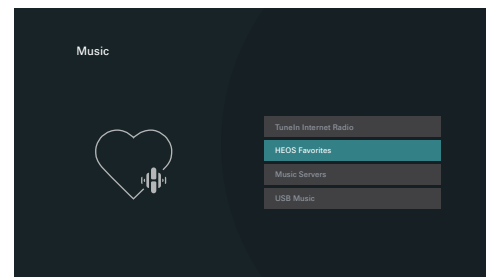 Music
TuneIn Internet Radio
HEOS Favorites
Music Servers
USB Music